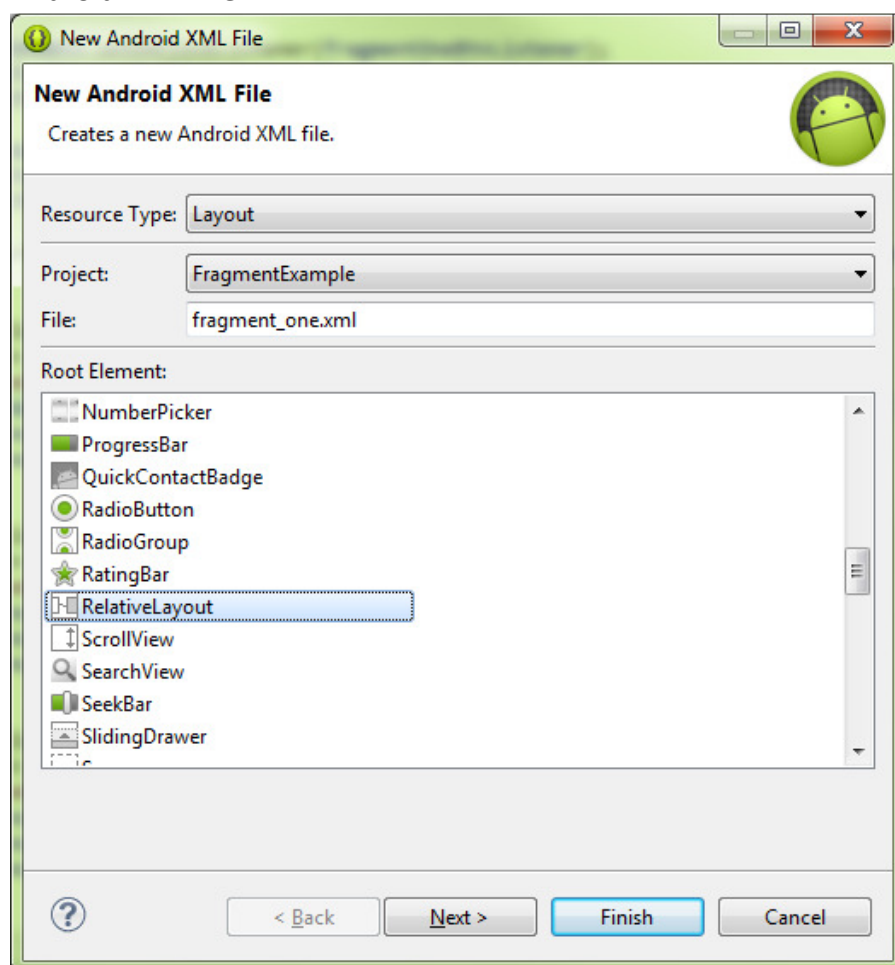 New Android XML File
New Android XML File
Creates a new Android XML file.
Resource Type: Layout
Project: FragmentExample
File: fragment_one.xml
Root Element:
NumberPicker
ProgressBar
QuickContactBadge
RadioButton
RadioGroup
RatingBar
RelativeLayout
ScrollView
SearchView
SeekBar
SlidingDrawer
? < Back Next > Finish Cancel